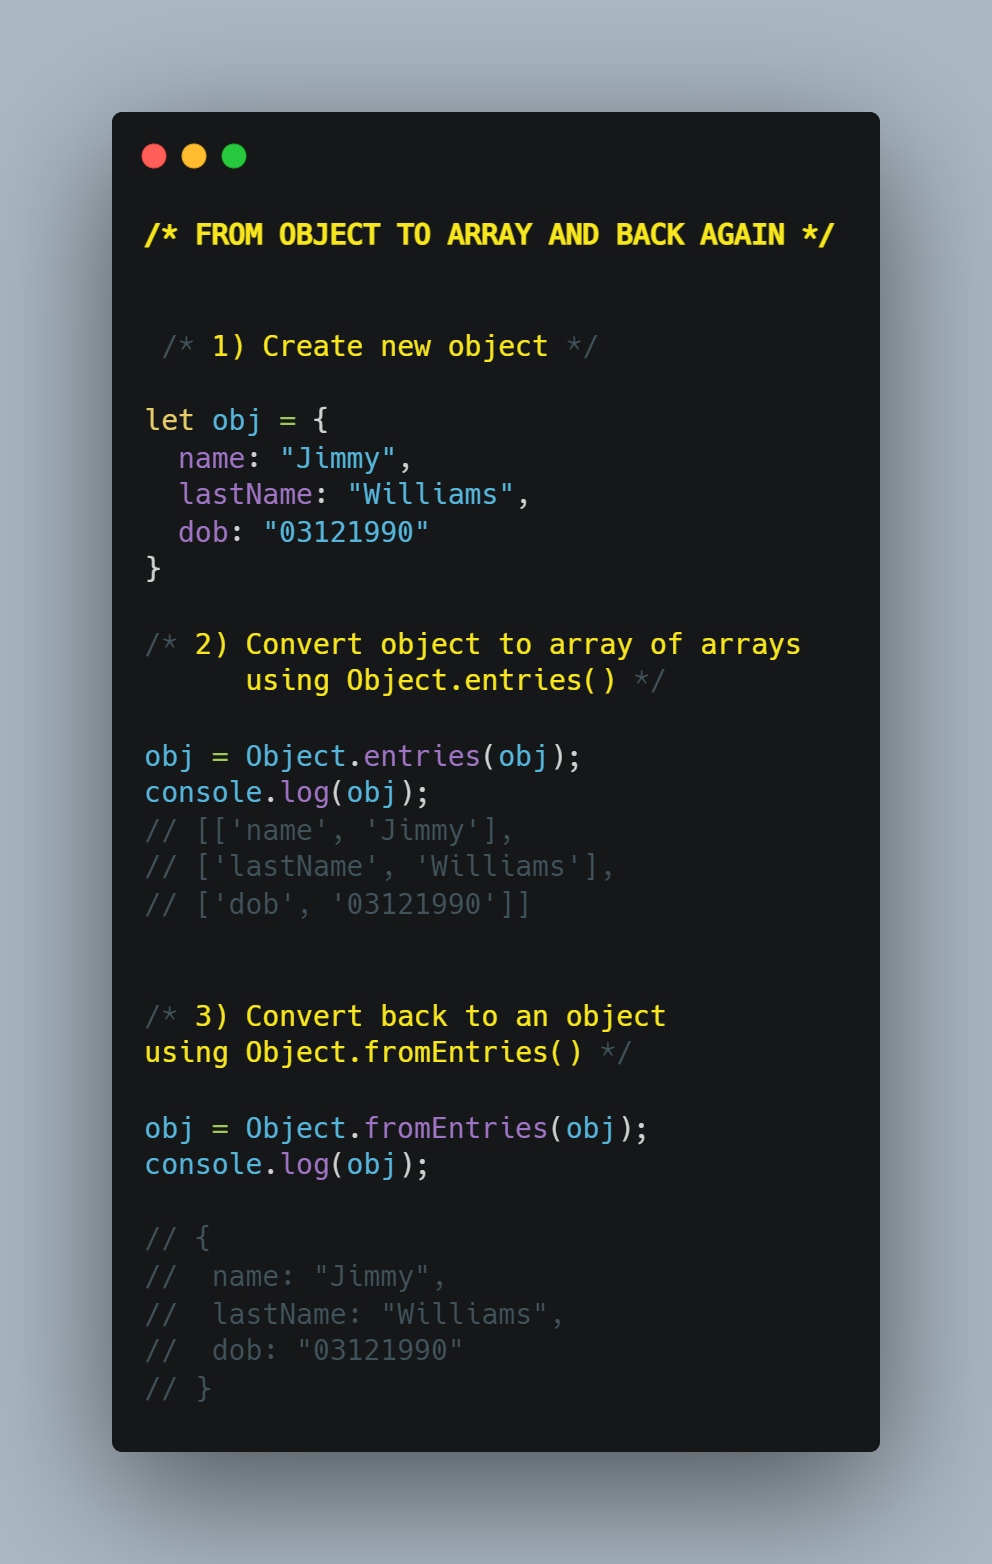 /* FROM OBJECT TO ARRAY AND BACK AGAIN */
/* 1) Create new object */
let obj = {
  name: "Jimmy",
  lastName: "Williams",
  dob: "03121990"
}
/* 2) Convert object to array of arrays
      using Object.entries() */
obj = Object.entries(obj);
console.log(obj);
// [['name', 'Jimmy'],
// ['lastName', 'Williams'],
// ['dob', '03121990']]
/* 3) Convert back to an object
using Object.fromEntries() */
obj = Object.fromEntries(obj);
console.log(obj);
// {
//  name: "Jimmy",
//  lastName: "Williams",
//  dob: "03121990"
// }